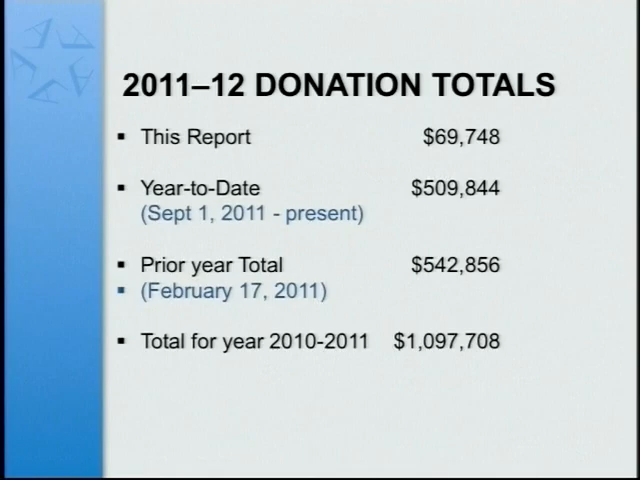 2011–12 DONATION TOTALS
▪ This Report $69,748
▪ Year-to-Date $509,844
(Sept 1, 2011 - present)
▪ Prior year Total $542,856
▪ (February 17, 2011)
▪ Total for year 2010-2011 $1,097,708